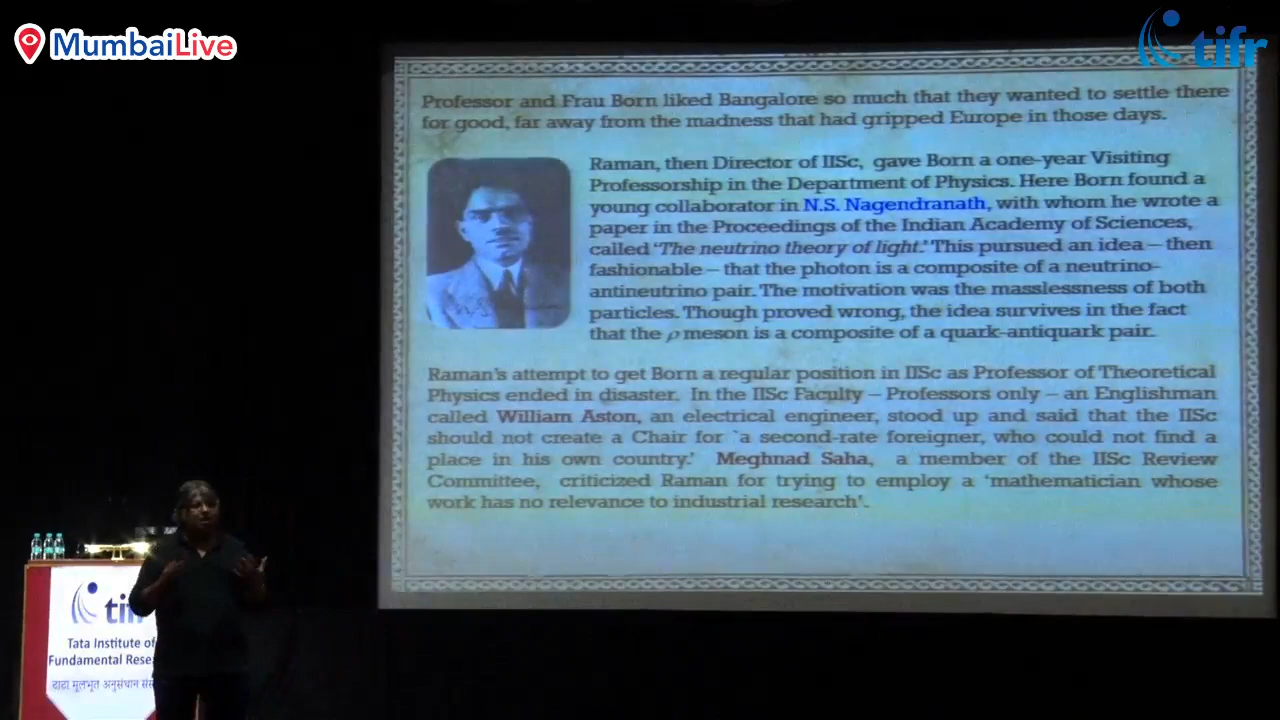 MumbaiLive
tifr
Professor and Frau Born liked Bangalore so much that they wanted to settle there
for good, far away from the madness that had gripped Europe in those days.
Raman, then Director of IISc, gave Born a one-year Visiting
Professorship in the Department of Physics. Here Born found a
young collaborator in N.S. Nagendranath, with whom he wrote a
paper in the Proceedings of the Indian Academy of Sciences,
called 'The neutrino theory of light.' This pursued an idea – then
fashionable – that the photon is a composite of a neutrino-
antineutrino pair. The motivation was the masslessness of both
particles. Though proved wrong, the idea survives in the fact
that the ρ meson is a composite of a quark-antiquark pair.
Raman's attempt to get Born a regular position in IISc as Professor of Theoretical
Physics ended in disaster. In the IISc Faculty – Professors only – an Englishman
called William Aston, an electrical engineer, stood up and said that the IISc
should not create a Chair for `a second-rate foreigner, who could not find a
place in his own country.' Meghnad Saha, a member of the IISc Review
Committee, criticized Raman for trying to employ a 'mathematician whose
work has no relevance to industrial research'.
tifr
Tata Institute of
Fundamental Resea
टाटा मूलभूत अनुसंधान संस